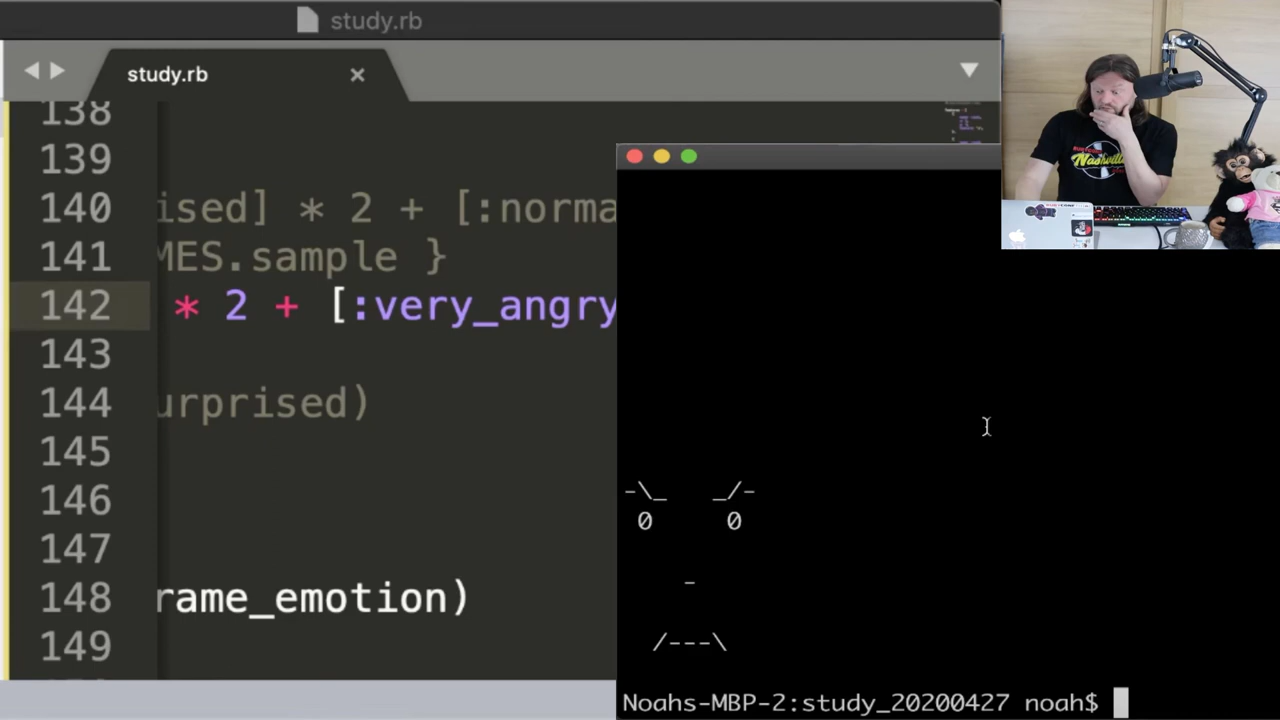 study.rb
study.rb
138
139
140 ised] * 2 + [:norma
141 MES.sample }
142 * 2 + [:very_angry
143
144 urprised)
145
146
147
148 rame_emotion)
149
-\_   _/-
0      0
-
/---\
Noahs-MBP-2:study_20200427 noah$
Nashville